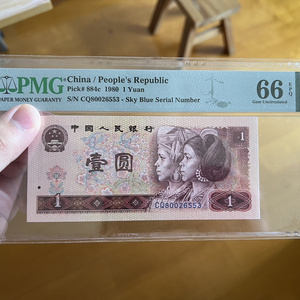 PMG
PAPER MONEY GUARANTY
China / People's Republic
Pick# 884c 1980 1 Yuan
S/N CQ80026553 - Sky Blue Serial Number
66 EPQ
Gem Uncirculated
中国人民银行
1
壹圆
1
CQ80026553